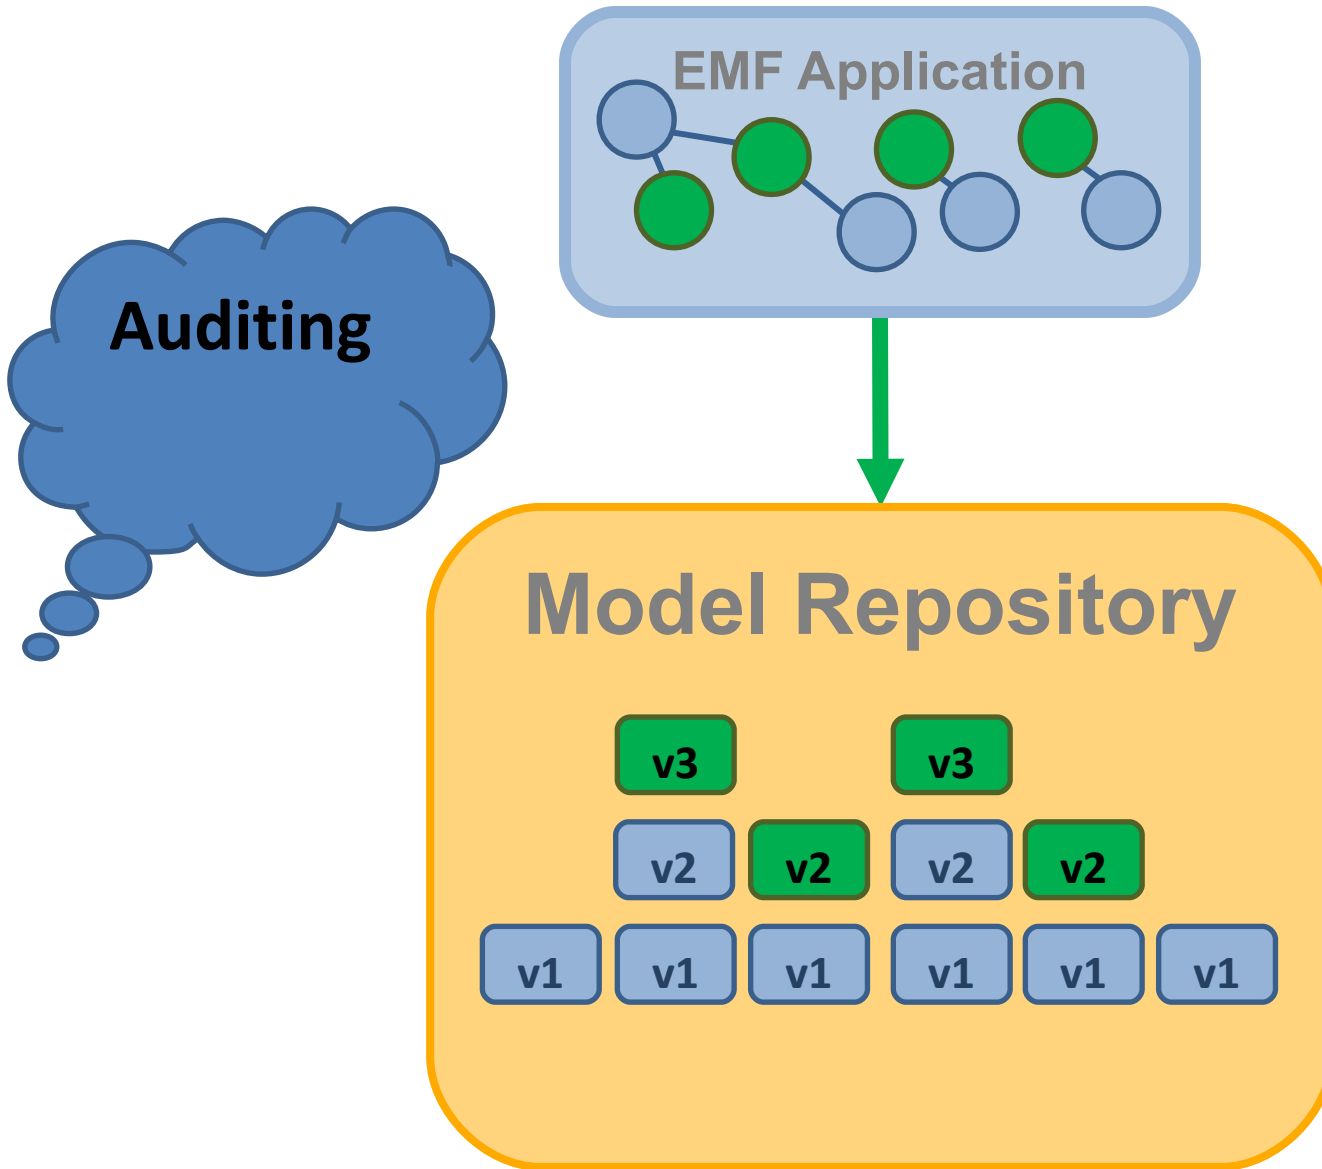 EMF Application
Auditing
Model Repository
v3 v3
v2 v2 v2 v2
v1 v1 v1 v1 v1 v1